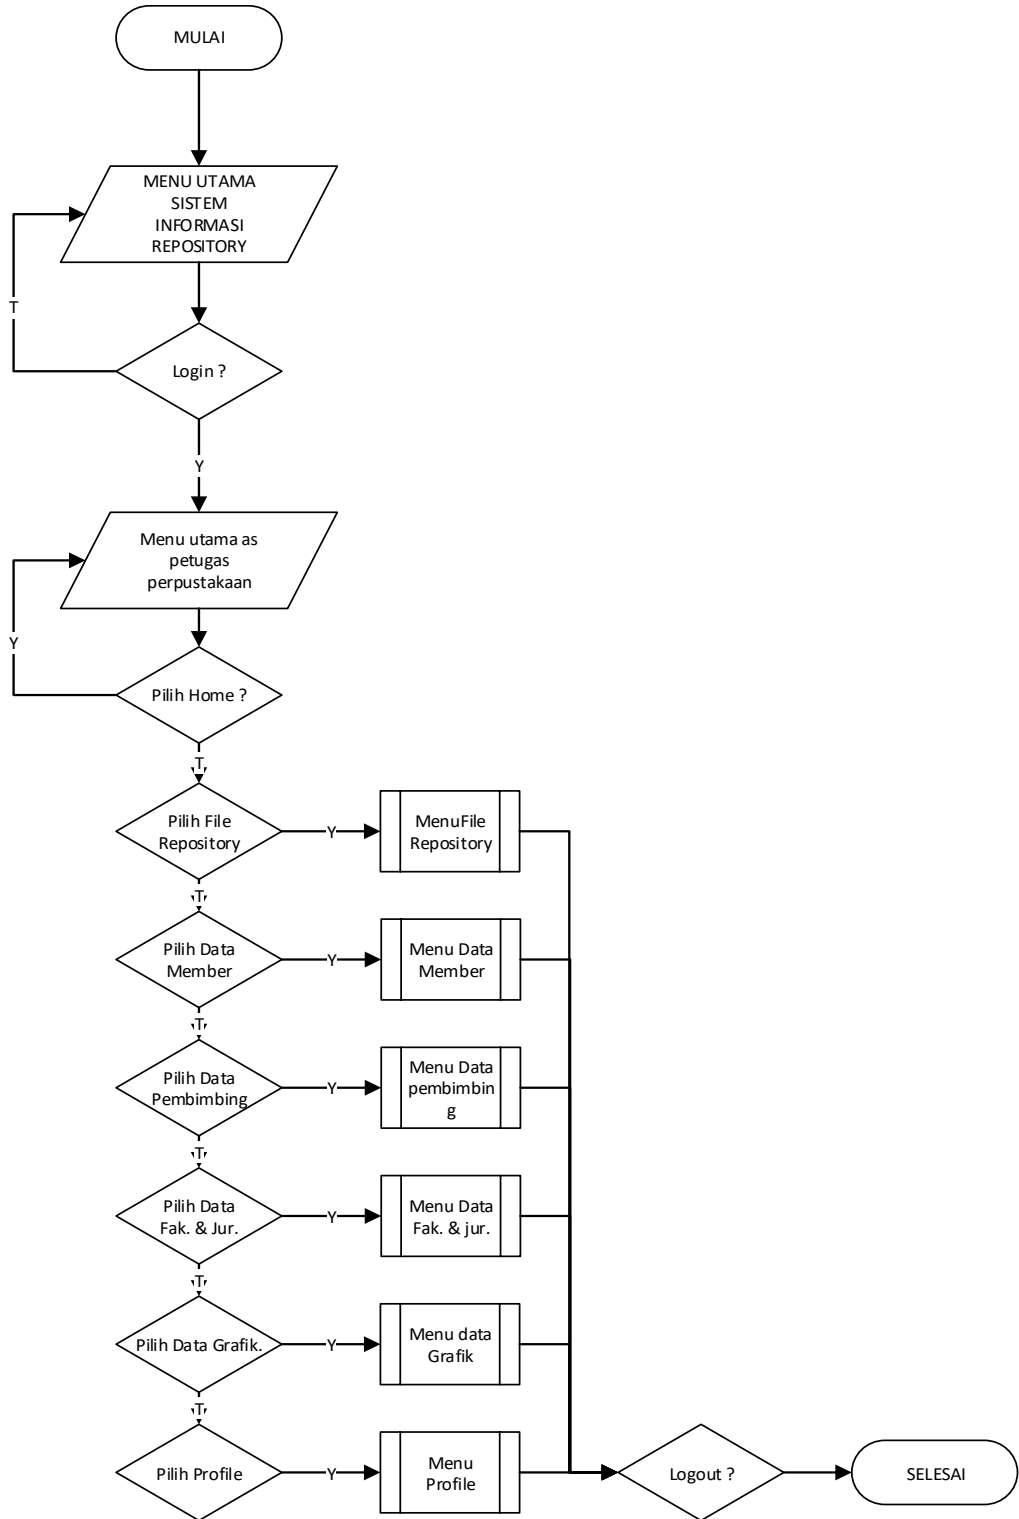 MULAI
MENU UTAMA
SISTEM
INFORMASI
REPOSITORY
T
Login ?
Y
Menu utama as
petugas
perpustakaan
Y
Pilih Home ?
T
Pilih File
Repository
Y
MenuFile
Repository
T
Pilih Data
Member
Y
Menu Data
Member
T
Pilih Data
Pembimbing
Y
Menu Data
pembimbin
g
T
Pilih Data
Fak. & Jur.
Y
Menu Data
Fak. & jur.
T
Pilih Data Grafik.
Y
Menu data
Grafik
T
Pilih Profile
Y
Menu
Profile
Logout ?
SELESAI